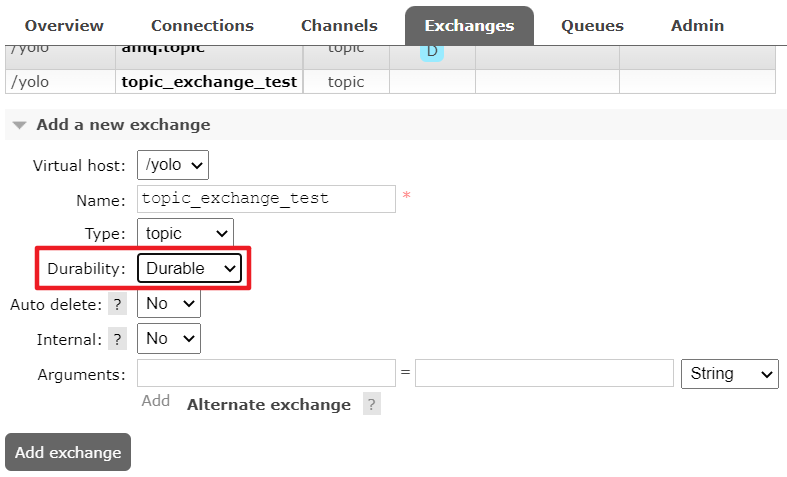 Overview Connections Channels Exchanges Queues Admin
/yolo amq.topic topic D
/yolo topic_exchange_test topic
Add a new exchange
Virtual host: /yolo
Name: topic_exchange_test *
Type: topic
Durability: Durable
Auto delete: ? No
Internal: ? No
Arguments: = String
Add Alternate exchange ?
Add exchange